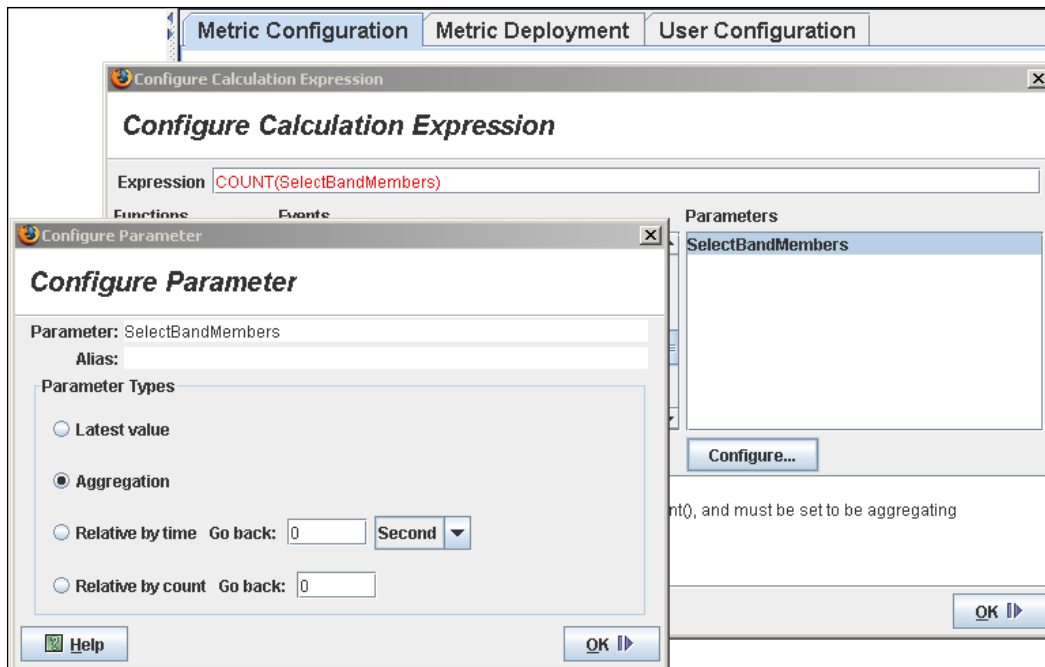 Metric Configuration Metric Deployment User Configuration
Configure Calculation Expression
Configure Calculation Expression
Expression COUNT(SelectBandMembers)
Functions Events Parameters
SelectBandMembers
Configure...
nt(), and must be set to be aggregating
OK
Configure Parameter
Configure Parameter
Parameter: SelectBandMembers
Alias:
Parameter Types
Latest value
Aggregation
Relative by time Go back: 0 Second
Relative by count Go back: 0
Help OK